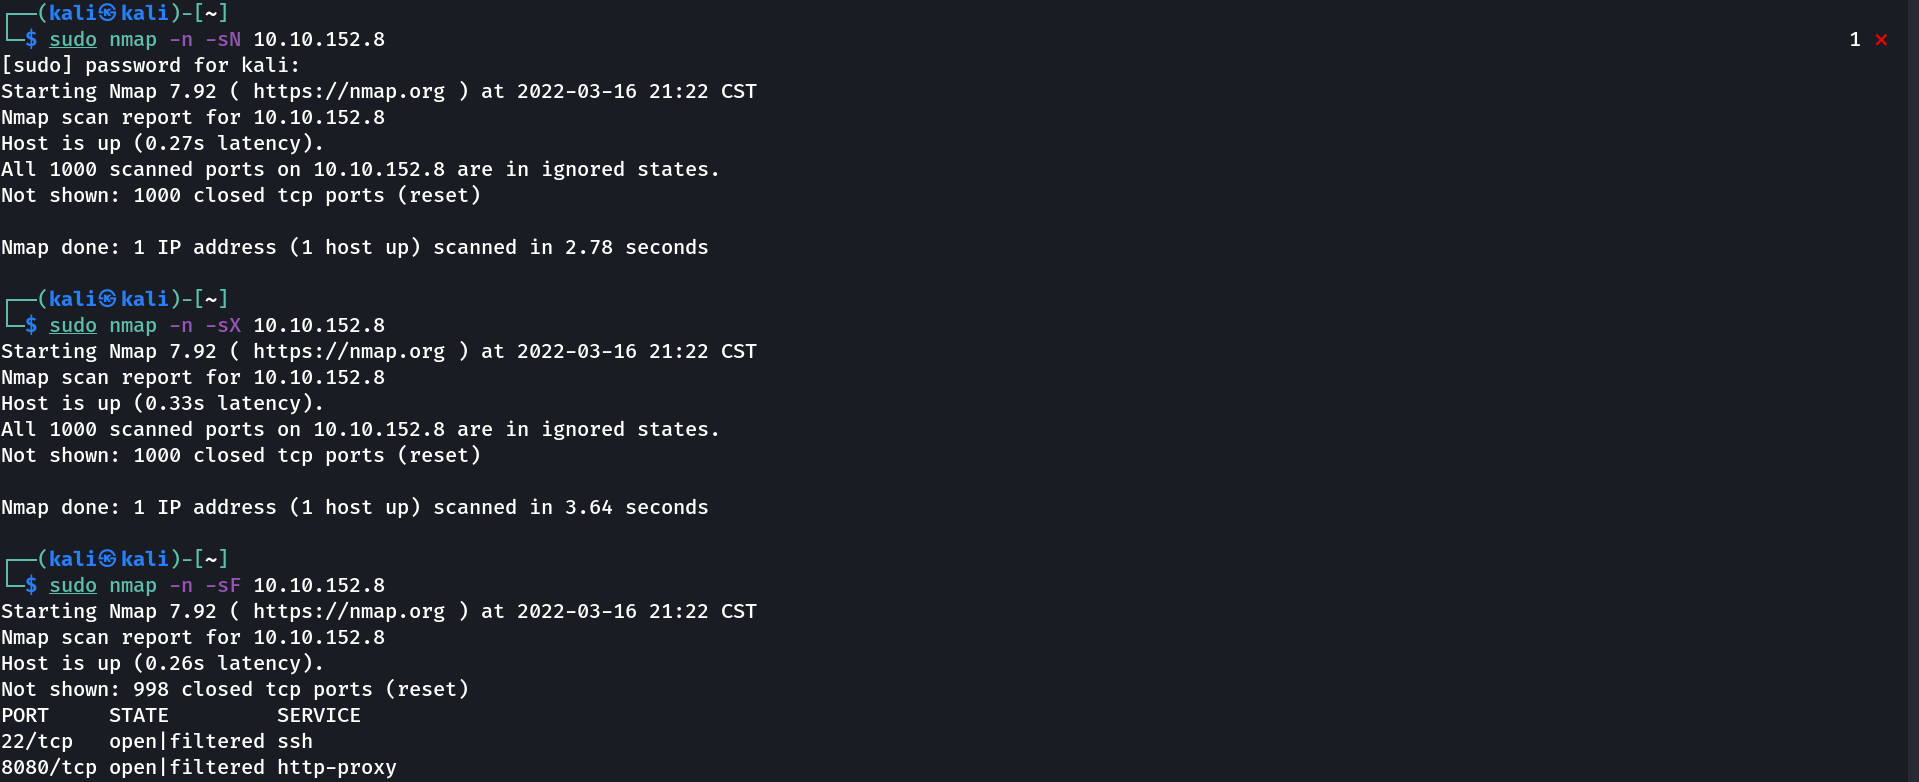 ┌──(kali㉿kali)-[~]
└─$ sudo nmap -n -sN 10.10.152.8 1 ⨯
[sudo] password for kali:
Starting Nmap 7.92 ( https://nmap.org ) at 2022-03-16 21:22 CST
Nmap scan report for 10.10.152.8
Host is up (0.27s latency).
All 1000 scanned ports on 10.10.152.8 are in ignored states.
Not shown: 1000 closed tcp ports (reset)

Nmap done: 1 IP address (1 host up) scanned in 2.78 seconds

┌──(kali㉿kali)-[~]
└─$ sudo nmap -n -sX 10.10.152.8
Starting Nmap 7.92 ( https://nmap.org ) at 2022-03-16 21:22 CST
Nmap scan report for 10.10.152.8
Host is up (0.33s latency).
All 1000 scanned ports on 10.10.152.8 are in ignored states.
Not shown: 1000 closed tcp ports (reset)

Nmap done: 1 IP address (1 host up) scanned in 3.64 seconds

┌──(kali㉿kali)-[~]
└─$ sudo nmap -n -sF 10.10.152.8
Starting Nmap 7.92 ( https://nmap.org ) at 2022-03-16 21:22 CST
Nmap scan report for 10.10.152.8
Host is up (0.26s latency).
Not shown: 998 closed tcp ports (reset)
PORT     STATE         SERVICE
22/tcp   open|filtered ssh
8080/tcp open|filtered http-proxy